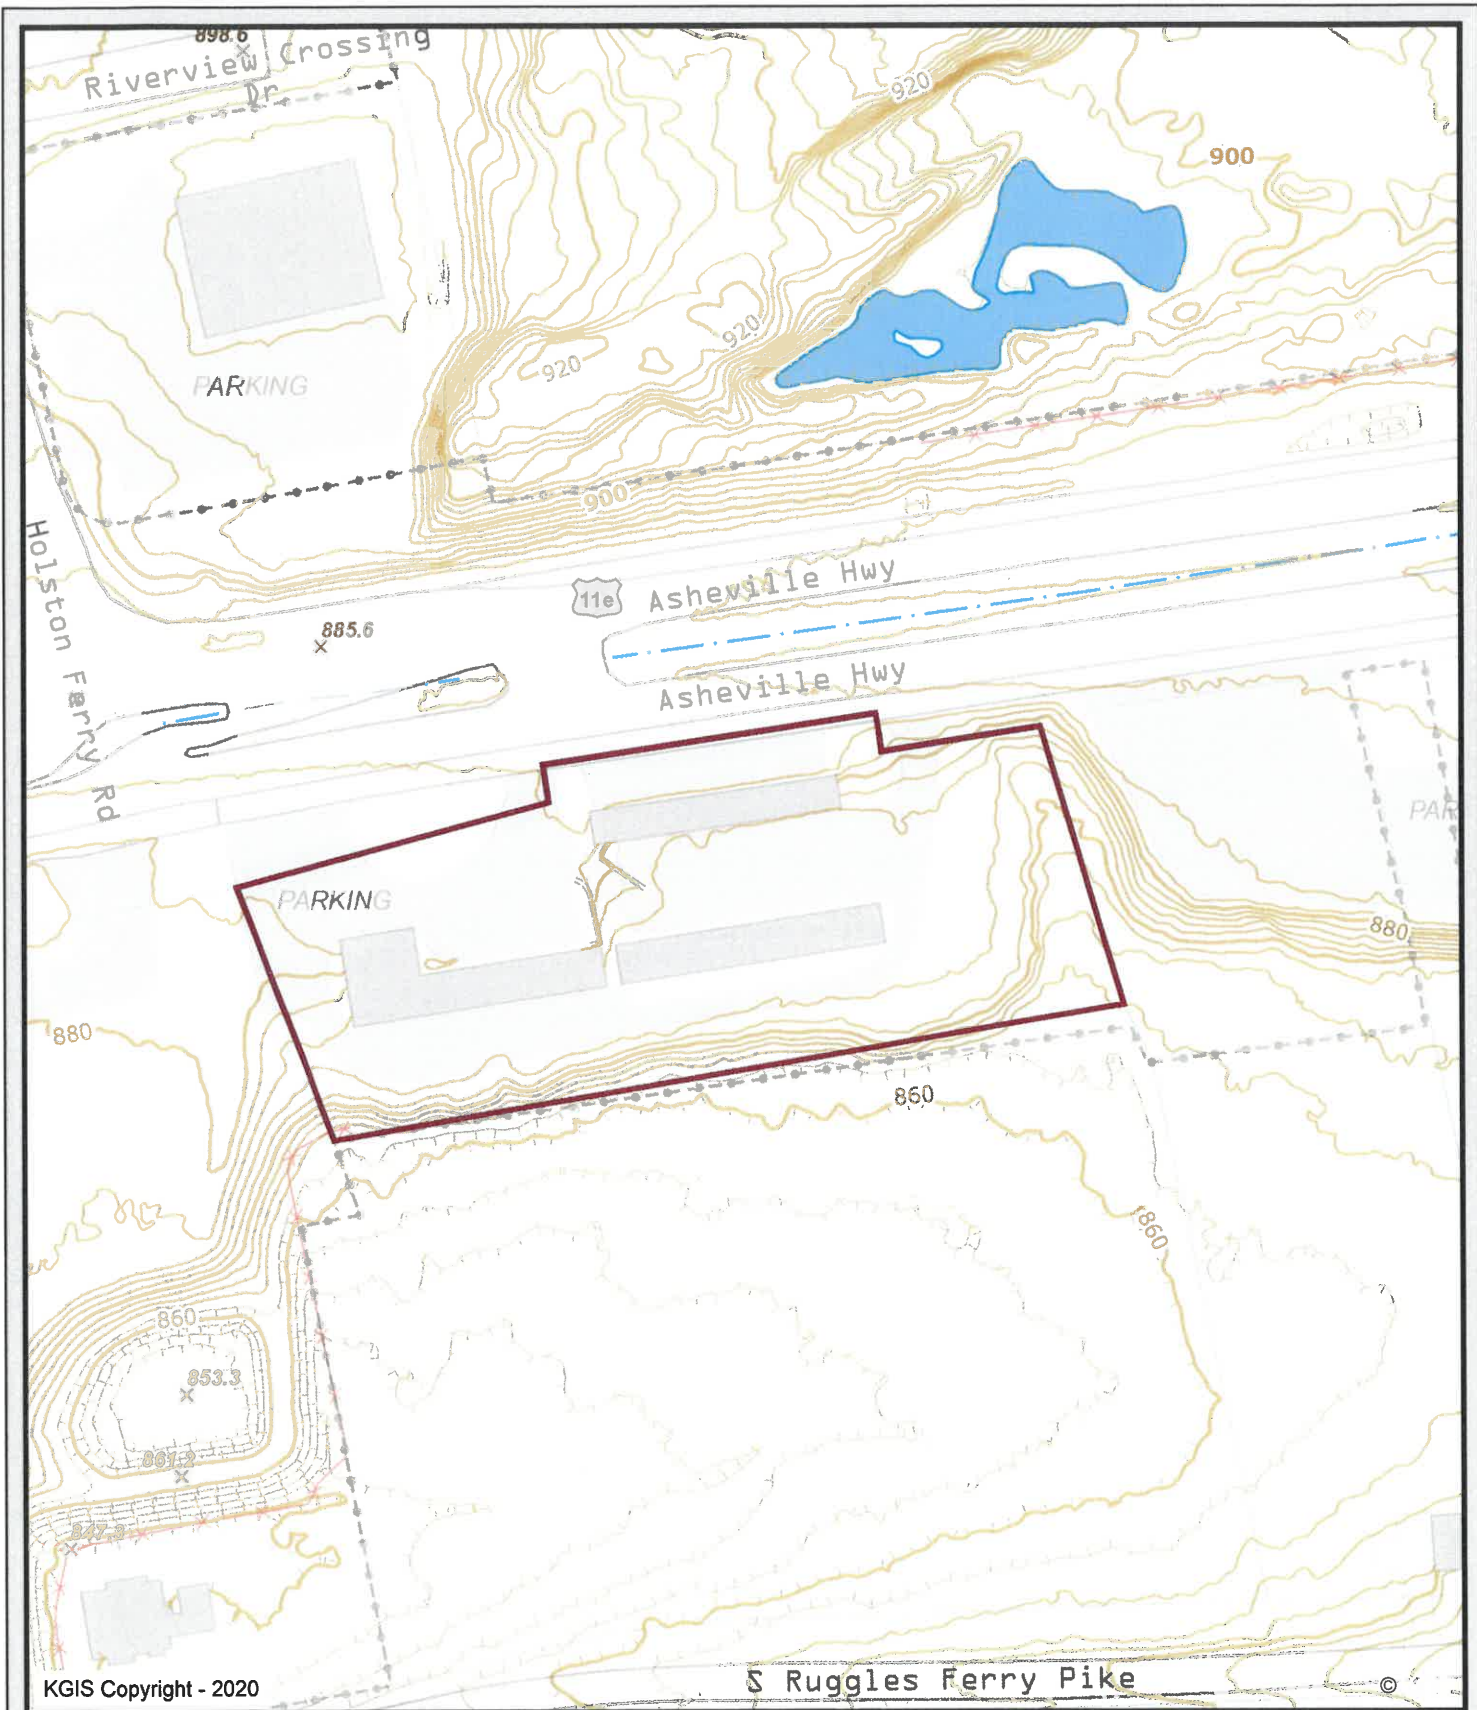 898.6
Riverview Crossing
Dr
920
900
920
920
PARKING
900
Holston Ferry Rd
11e
Asheville Hwy
885.6
Asheville Hwy
PAR
PARKING
880
880
860
860
860
853.3
861.2
847.3
S Ruggles Ferry Pike
KGIS Copyright - 2020
©